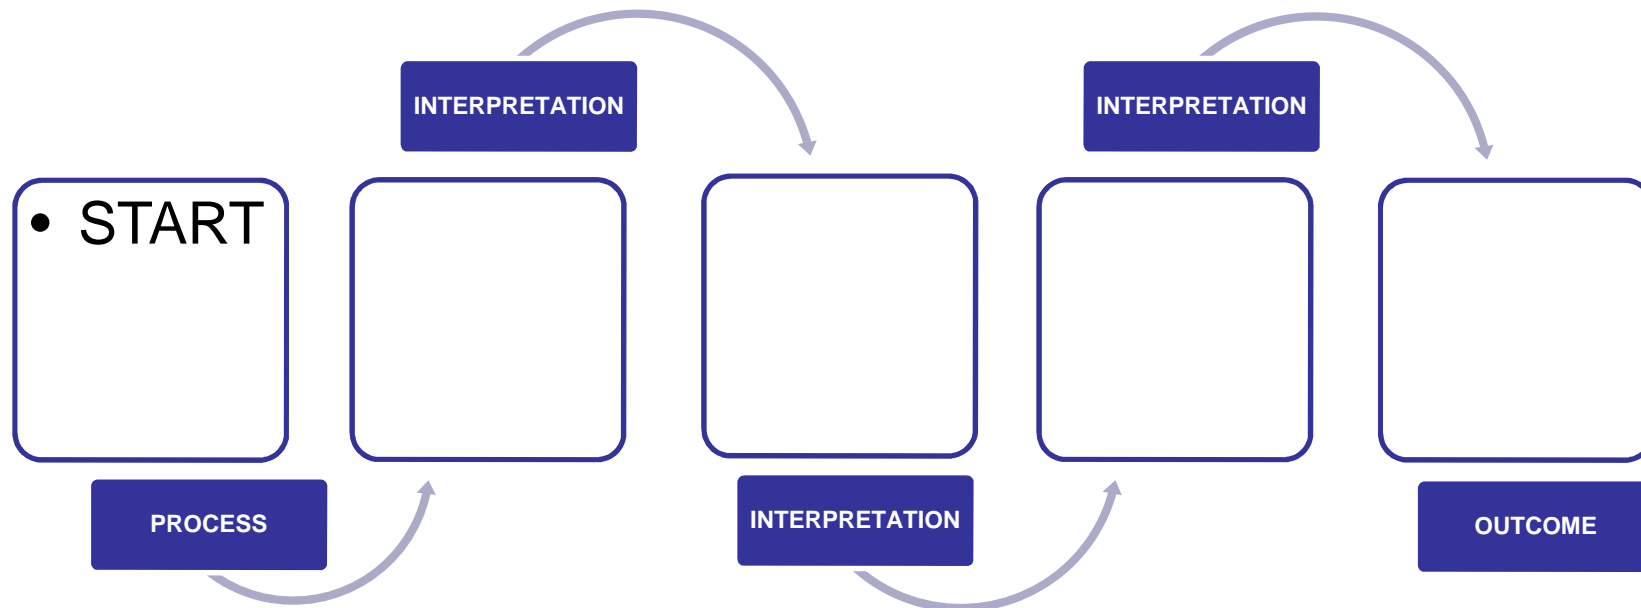 • START
PROCESS
INTERPRETATION
INTERPRETATION
INTERPRETATION
OUTCOME